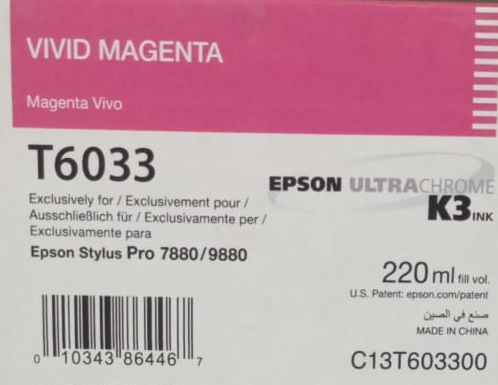 VIVID MAGENTA
Magenta Vivo
T6033
Exclusively for / Exclusivement pour /
Ausschließlich für / Exclusivamente per /
Exclusivamente para
Epson Stylus Pro 7880/9880
EPSON ULTRACHROME
K3 INK
220 ml fill vol.
U.S. Patent: epson.com/patent
صنع في الصين
MADE IN CHINA
0 10343 86446 7
C13T603300